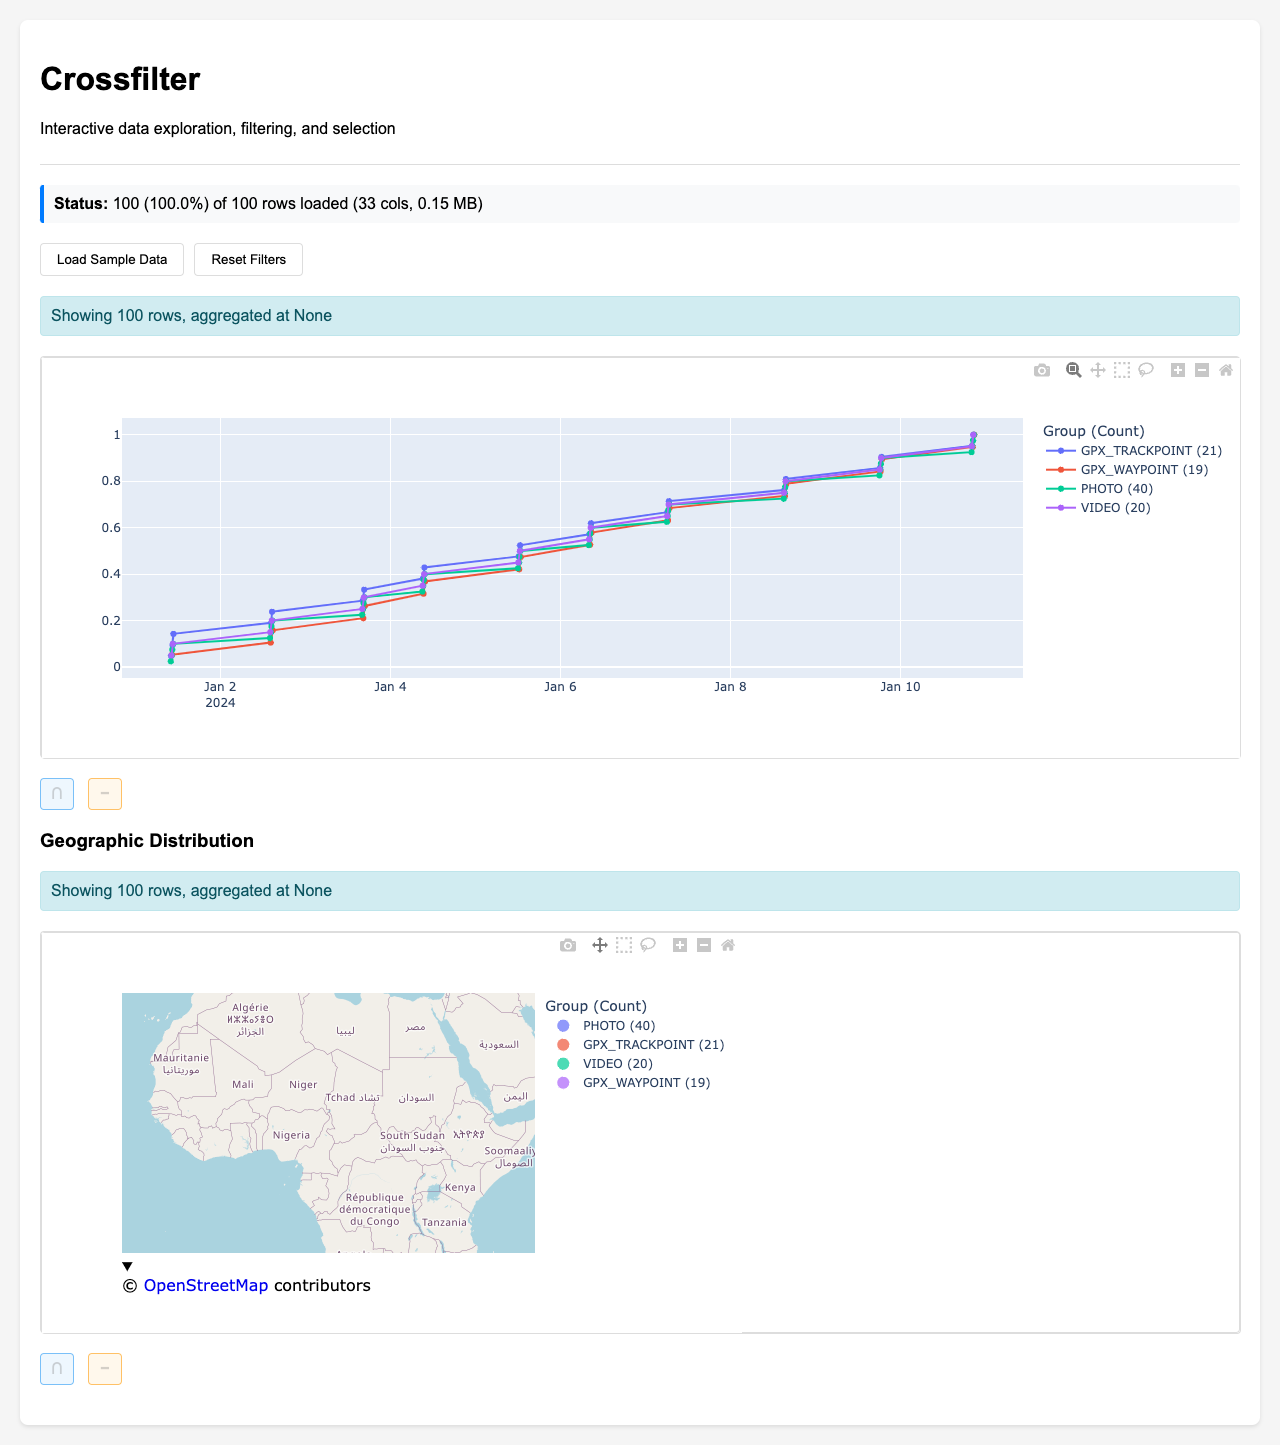 Crossfilter
Interactive data exploration, filtering, and selection
Status: 100 (100.0%) of 100 rows loaded (33 cols, 0.15 MB)
Load Sample Data
Reset Filters
Showing 100 rows, aggregated at None
Group (Count)
GPX_TRACKPOINT (21)
GPX_WAYPOINT (19)
PHOTO (40)
VIDEO (20)
1
0.8
0.6
0.4
0.2
0
Jan 2
2024
Jan 4
Jan 6
Jan 8
Jan 10
∩
−
Geographic Distribution
Showing 100 rows, aggregated at None
Group (Count)
PHOTO (40)
GPX_TRACKPOINT (21)
VIDEO (20)
GPX_WAYPOINT (19)
Algérie
ⵍⵣⵣⴰⵢⴻⵔ
الجزائر
ليبيا
مصر
السعودية
Mauritanie
موريتانيا
Mali
Niger
Tchad تشاد
السودان
اليمن
Nigeria
South Sudan
جنوب السودان
ኢትዮጵያ
Soomaaliy
الصومال
Kenya
République
démocratique
du Congo
Tanzania
© OpenStreetMap contributors
∩
−